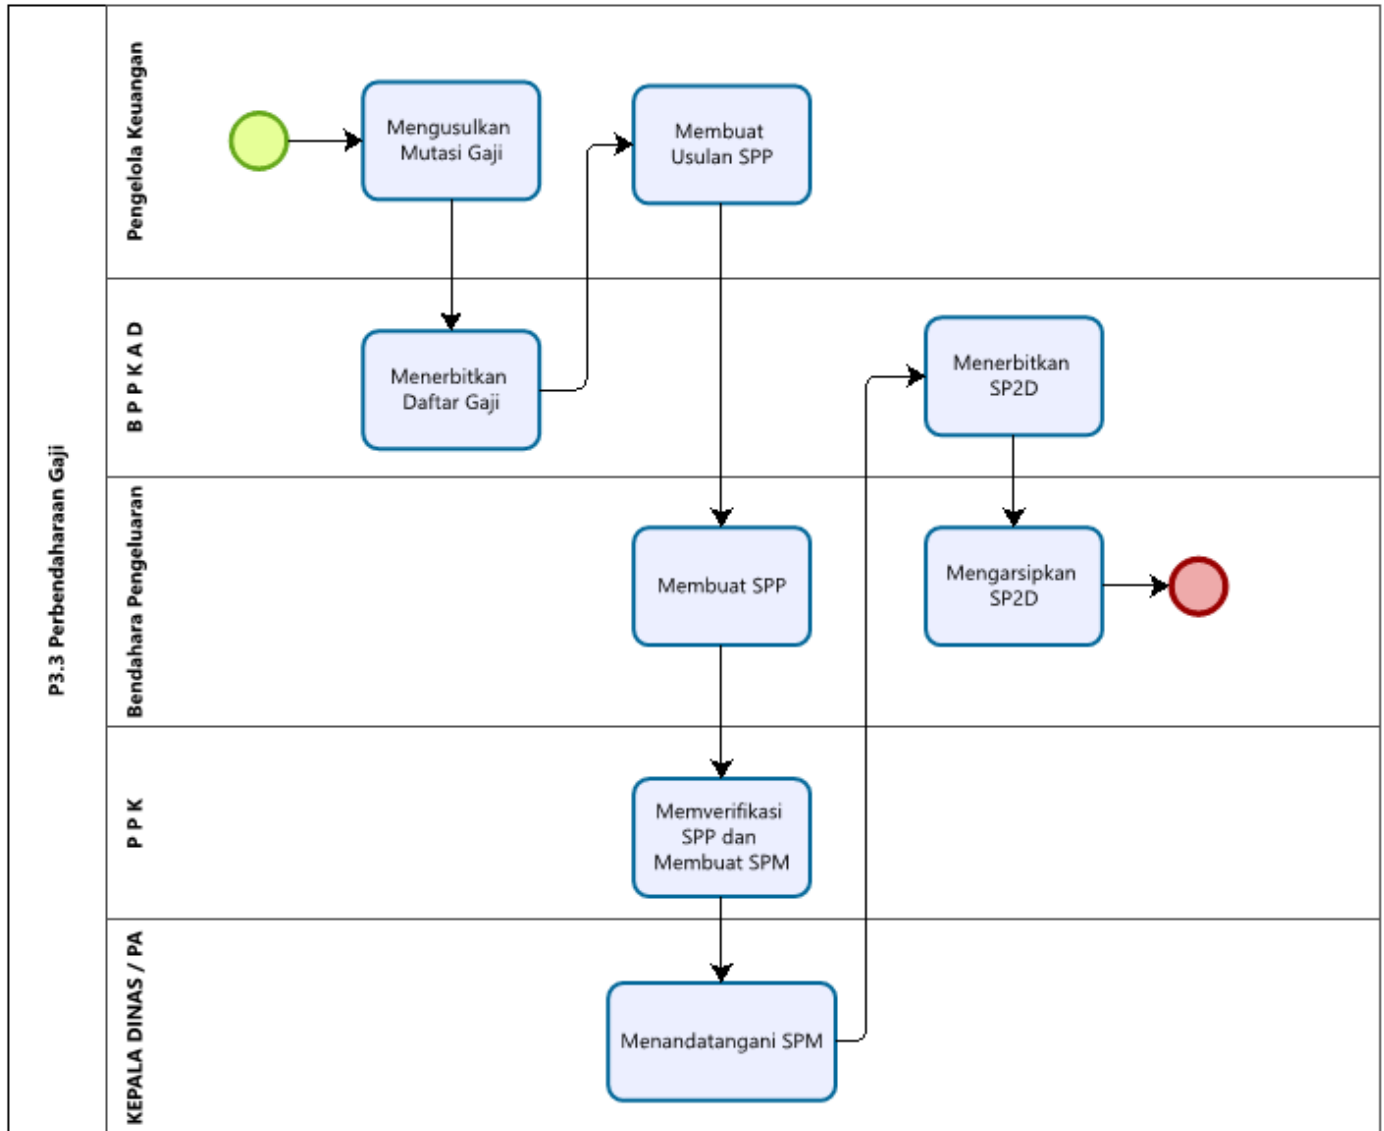 P3.3 Perbendaharaan Gaji
Pengelola Keuangan
Mengusulkan
Mutasi Gaji
Membuat
Usulan SPP
B P P K A D
Menerbitkan
Daftar Gaji
Menerbitkan
SP2D
Bendahara Pengeluaran
Membuat SPP
Mengarsipkan
SP2D
P P K
Memverifikasi
SPP dan
Membuat SPM
KEPALA DINAS / PA
Menandatangani SPM